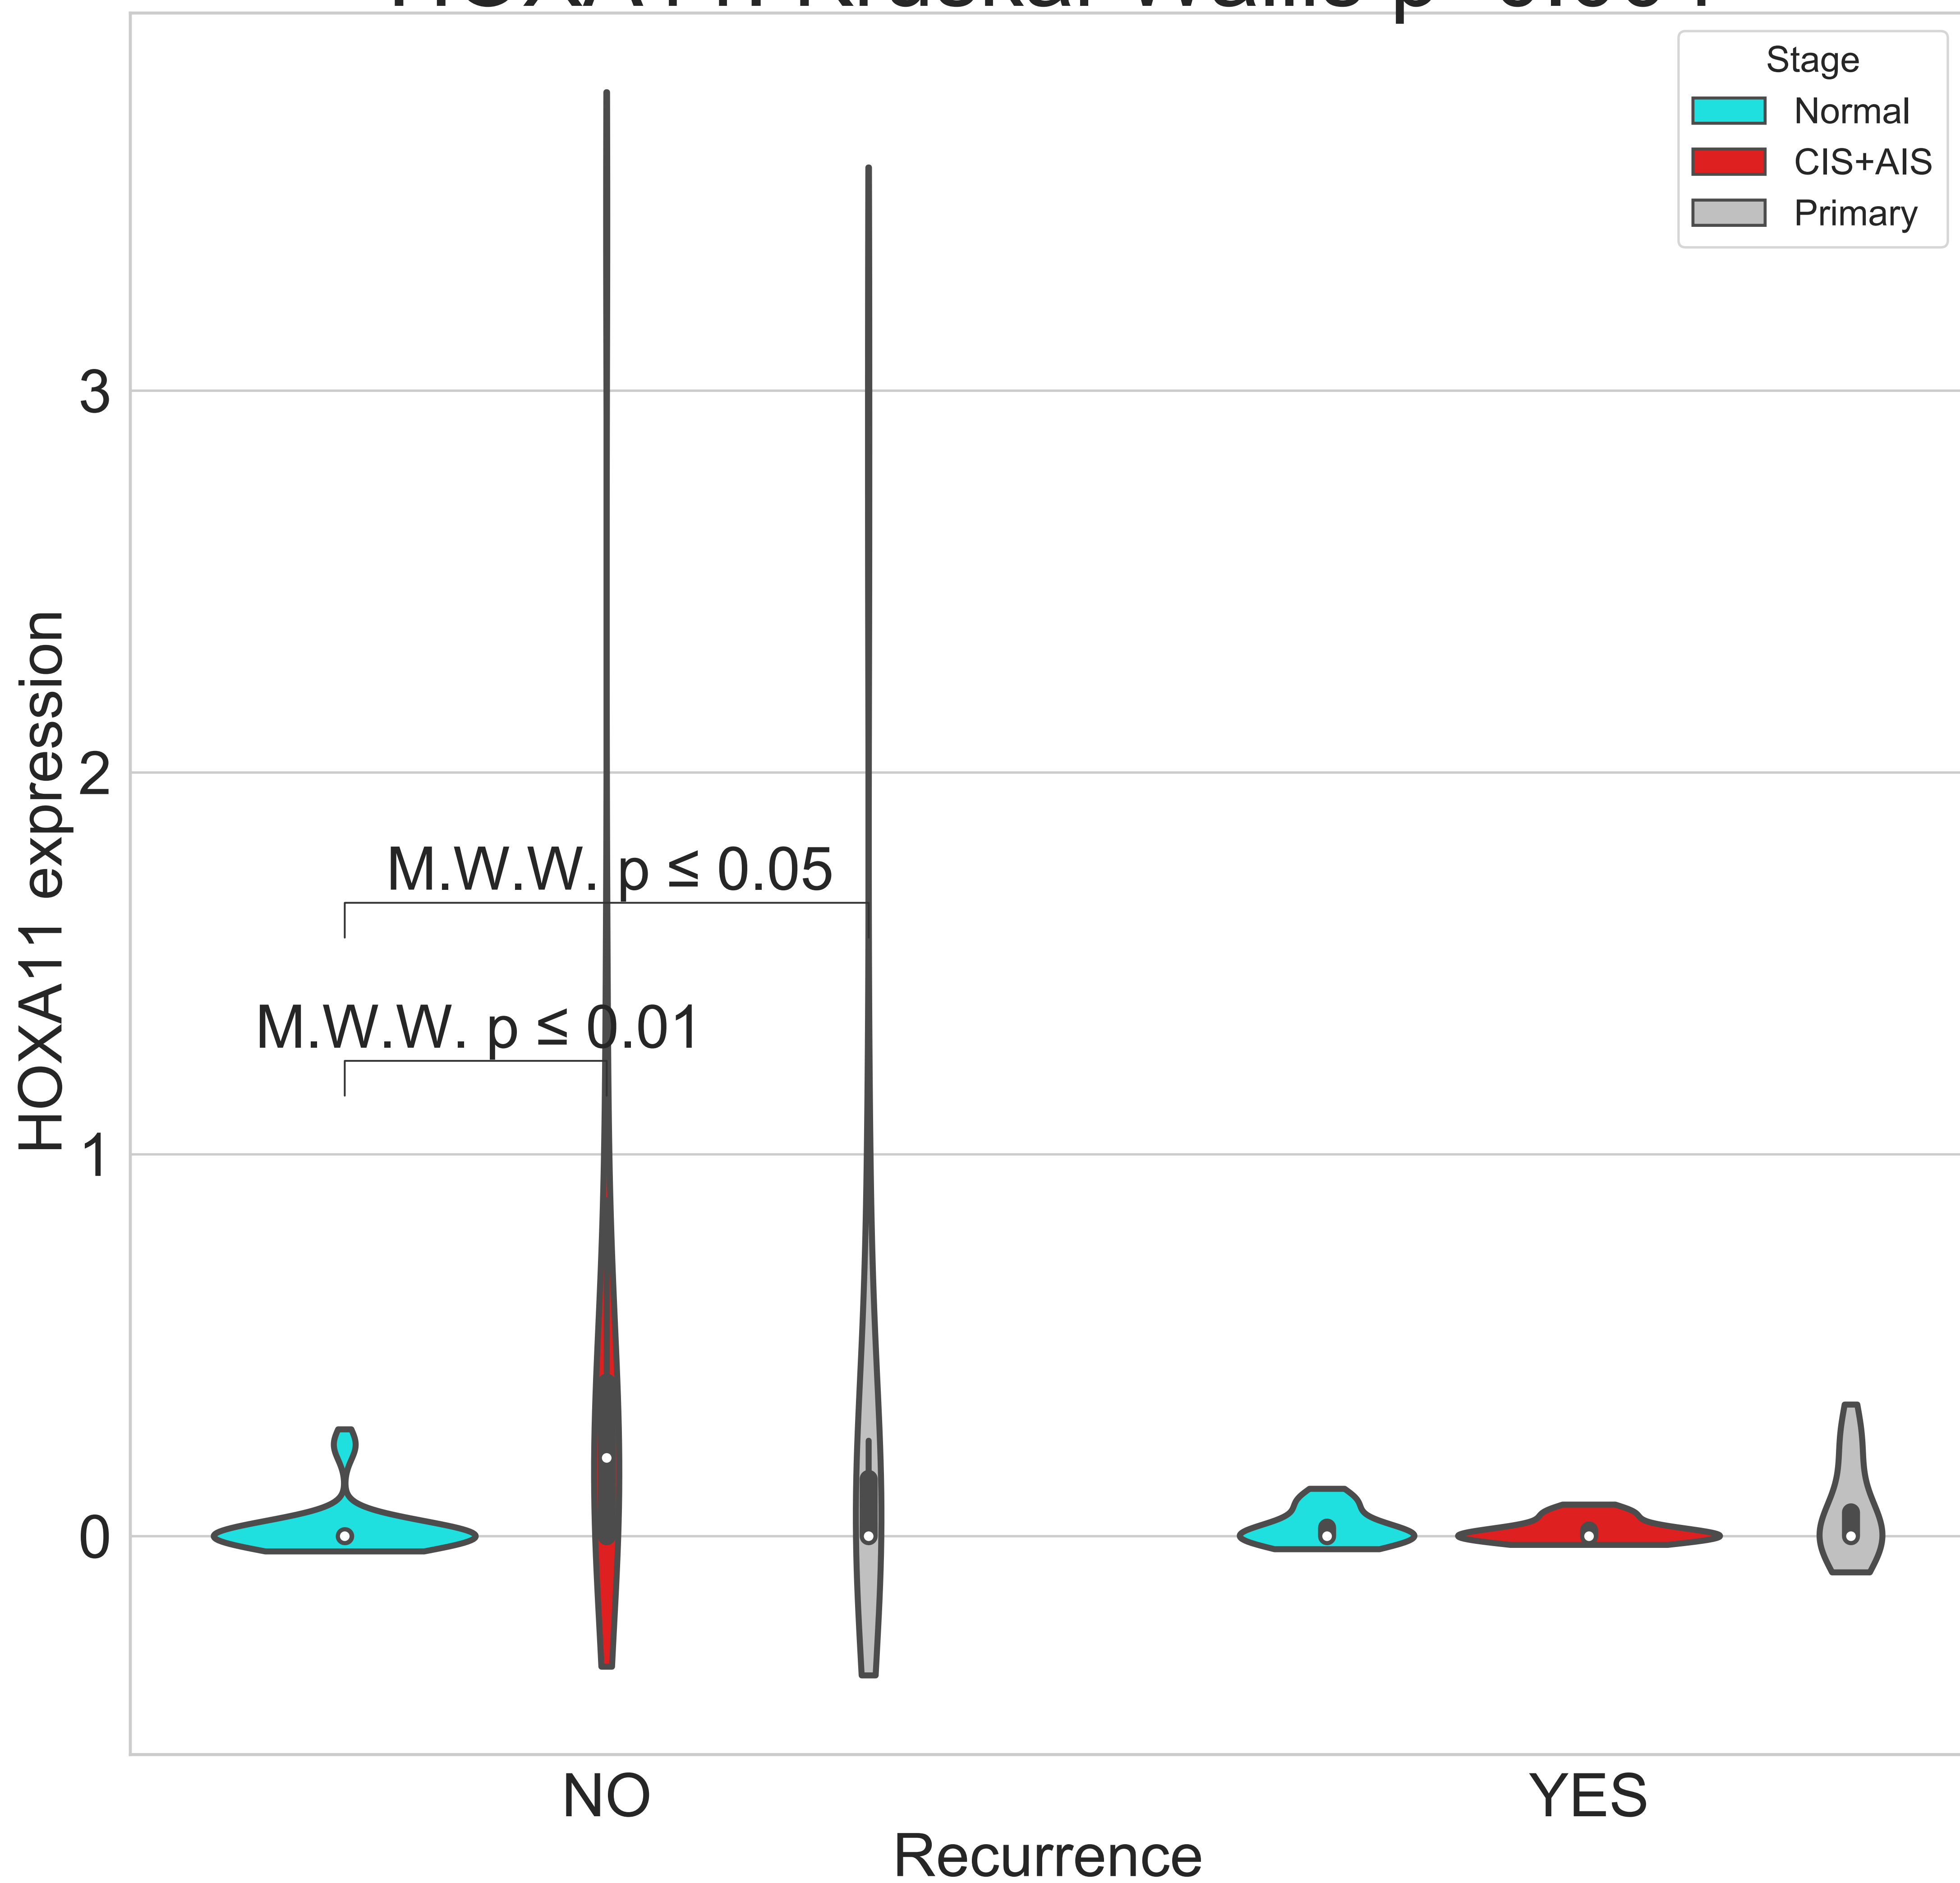 Stage
Normal
CIS+AIS
Primary
HOXA11 expression
3
2
1
0
M.W.W. p ≤ 0.05
M.W.W. p ≤ 0.01
NO
YES
Recurrence